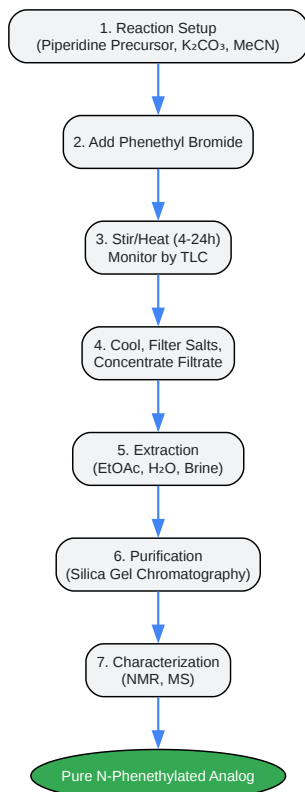 1. Reaction Setup
(Piperidine Precursor, K₂CO₃, MeCN)
2. Add Phenethyl Bromide
3. Stir/Heat (4-24h)
Monitor by TLC
4. Cool, Filter Salts,
Concentrate Filtrate
5. Extraction
(EtOAc, H₂O, Brine)
6. Purification
(Silica Gel Chromatography)
7. Characterization
(NMR, MS)
Pure N-Phenethylated Analog